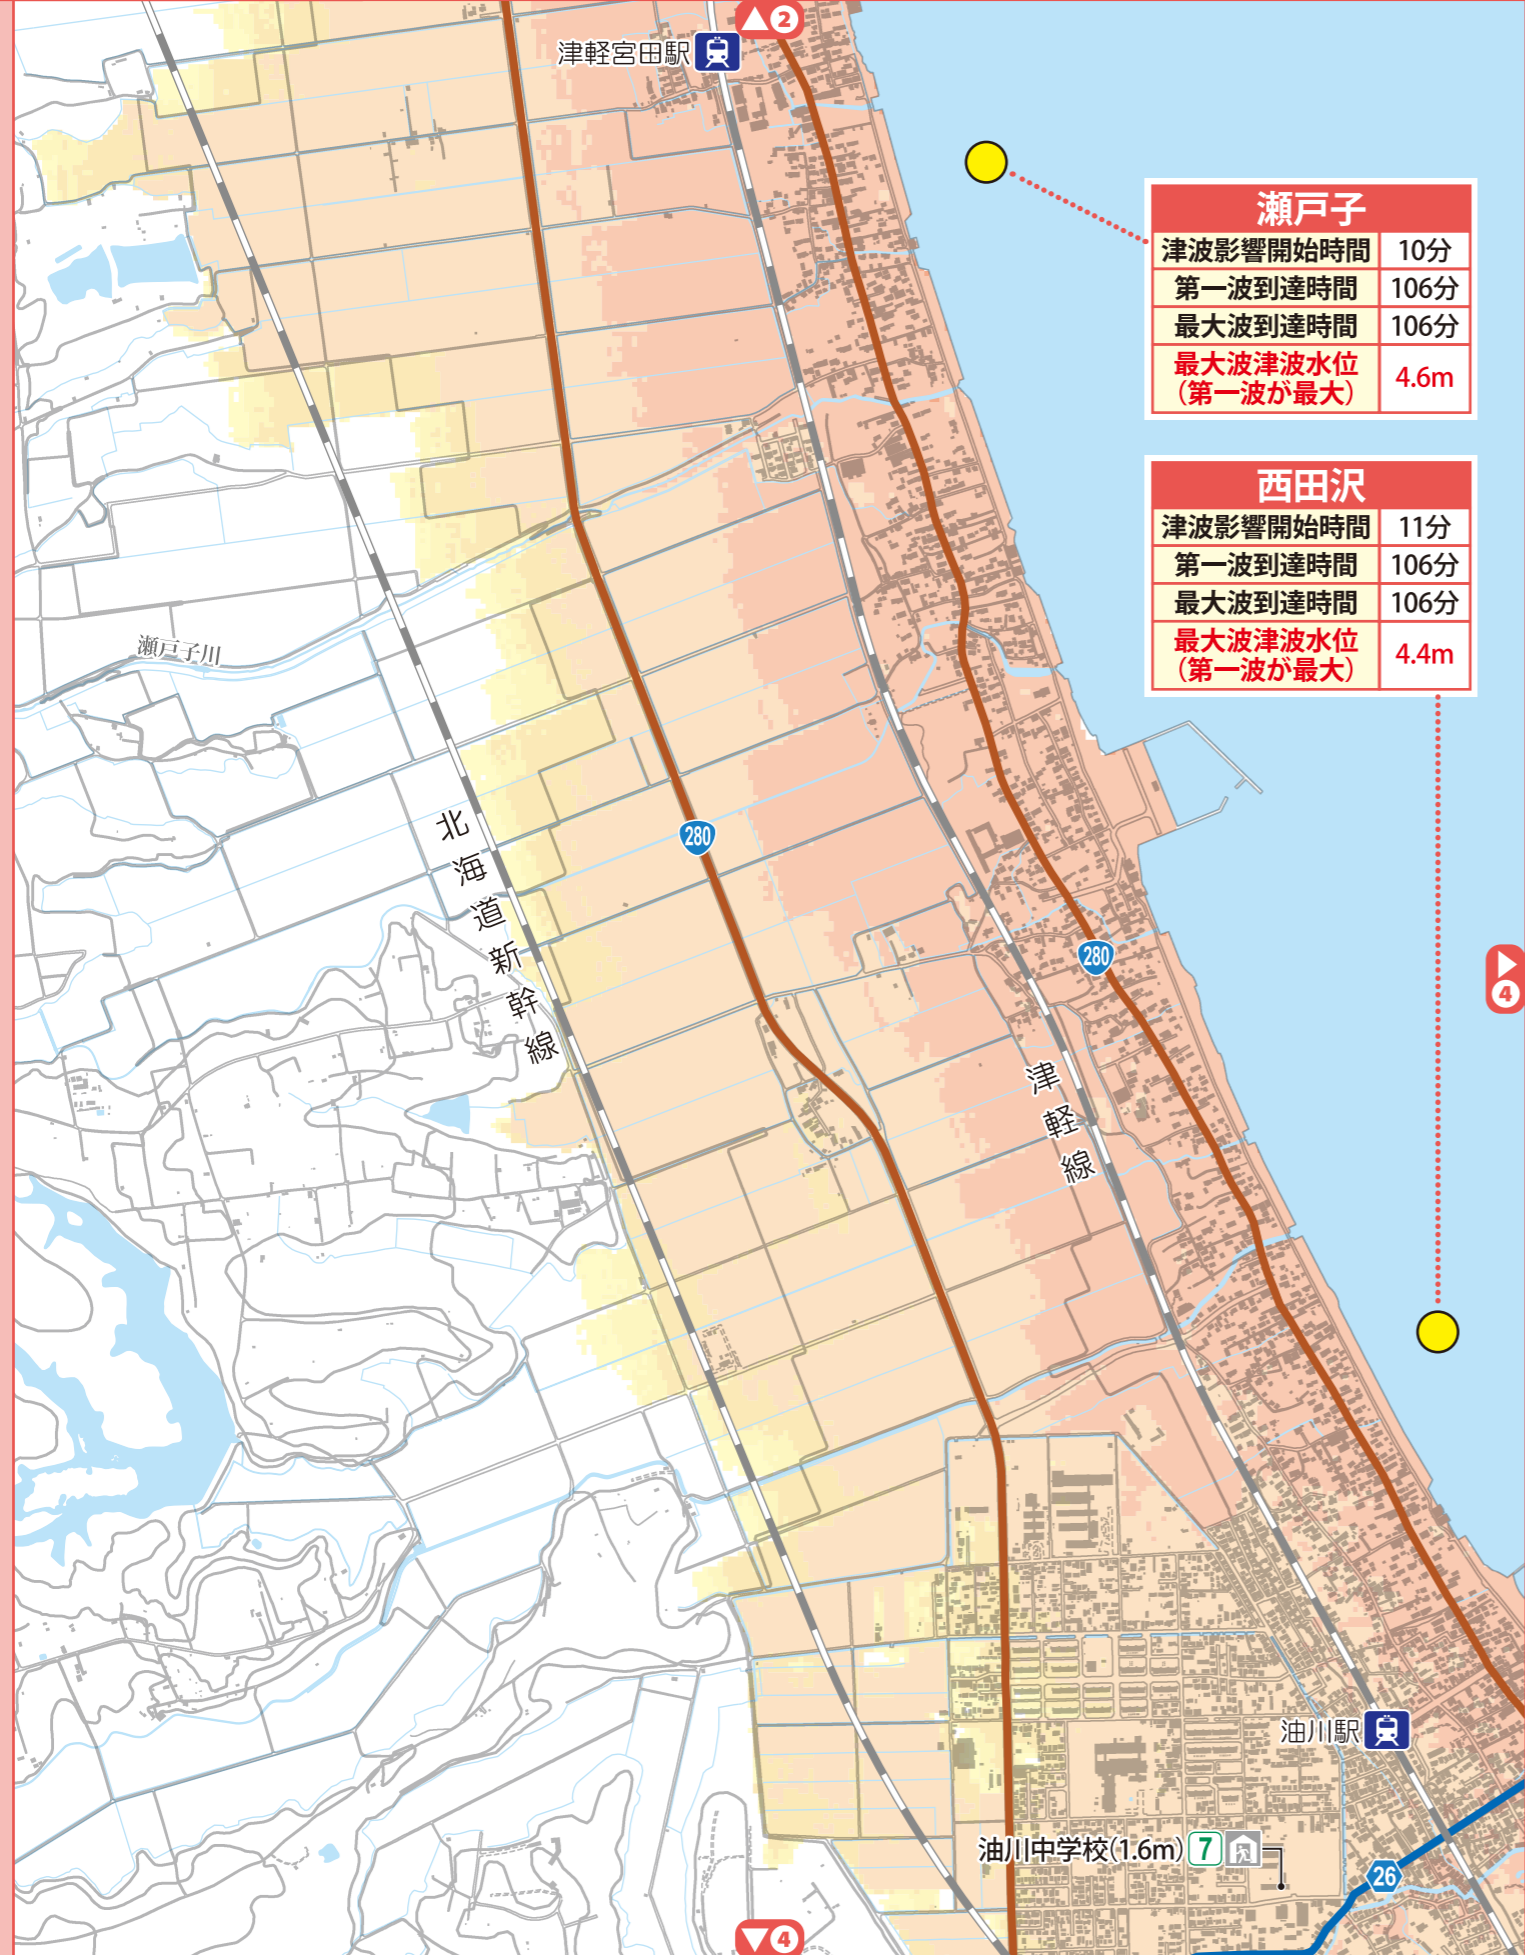 2
津軽宮田駅
瀬戸子
津波影響開始時間 10分
第一波到達時間 106分
最大波到達時間 106分
最大波津波水位
（第一波が最大） 4.6m
西田沢
津波影響開始時間 11分
第一波到達時間 106分
最大波到達時間 106分
最大波津波水位
（第一波が最大） 4.4m
瀬戸子川
北海道新幹線
280
280
4
津軽線
油川駅
油川中学校(1.6m) 7
26
4